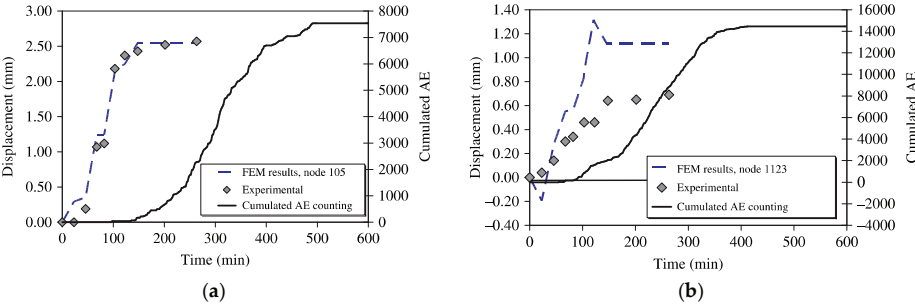 3.00 8000
2.50 7000
6000
2.00 5000
1.50 4000
1.00 3000
0.50 2000
1000
0.00 0
0 100 200 300 400 500 600
Displacement (mm)
Cumulated AE
Time (min)
FEM results, node 105
Experimental
Cumulated AE counting
(a)
1.40 16000
1.20 14000
1.00 12000
0.80 10000
0.60 8000
0.40 6000
0.20 4000
0.00 2000
−0.20 0
−0.40 −2000
−4000
0 100 200 300 400 500 600
Displacement (mm)
Cumulated AE
Time (min)
FEM results, node 1123
Experimental
Cumulated AE counting
(b)